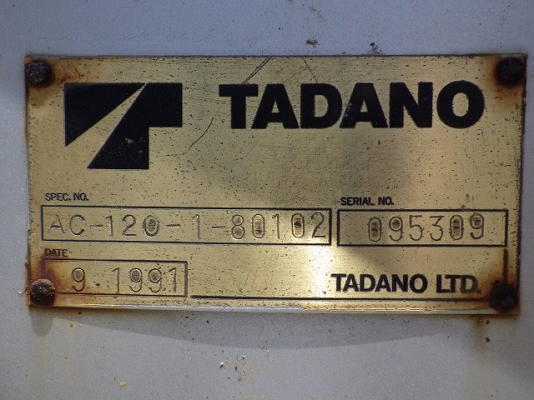 TADANO
SPEC. NO.
AC-120-1-80102
SERIAL NO.
095309
DATE
9.1991
TADANO LTD.